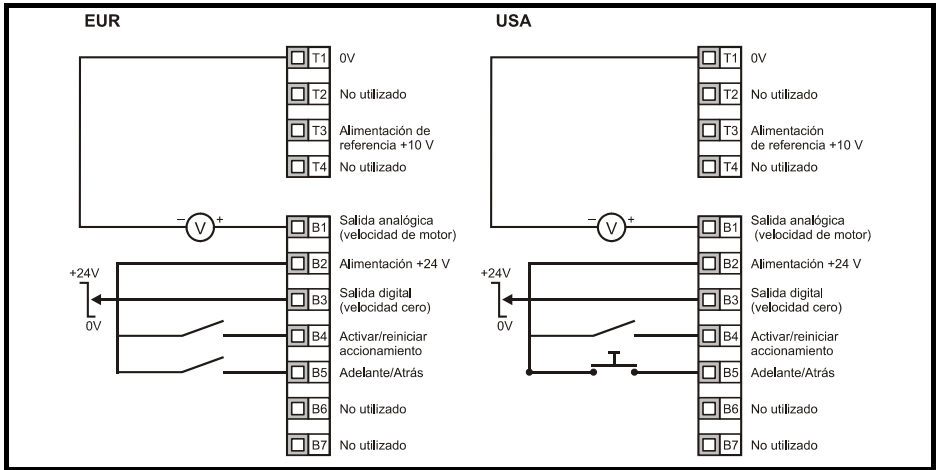 EUR
T1 0V
T2 No utilizado
T3 Alimentación de
referencia +10 V
T4 No utilizado
– V +
B1 Salida analógica
(velocidad de motor)
B2 Alimentación +24 V
+24V
0V
B3 Salida digital
(velocidad cero)
B4 Activar/reiniciar
accionamiento
B5 Adelante/Atrás
B6 No utilizado
B7 No utilizado
USA
T1 0V
T2 No utilizado
T3 Alimentación
de referencia +10 V
T4 No utilizado
– V +
B1 Salida analógica
(velocidad de motor)
B2 Alimentación +24 V
+24V
0V
B3 Salida digital
(velocidad cero)
B4 Activar/reiniciar
accionamiento
B5 Adelante/Atrás
B6 No utilizado
B7 No utilizado